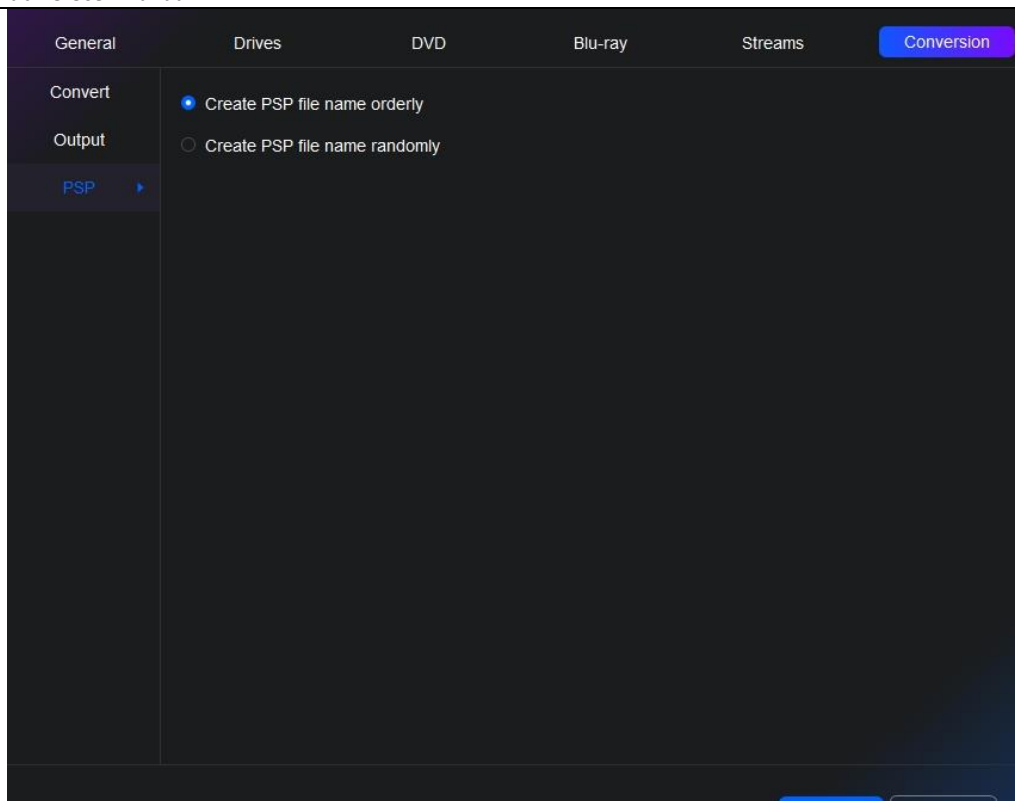 General Drives DVD Blu-ray Streams Conversion
Convert
Create PSP file name orderly
Output
Create PSP file name randomly
PSP